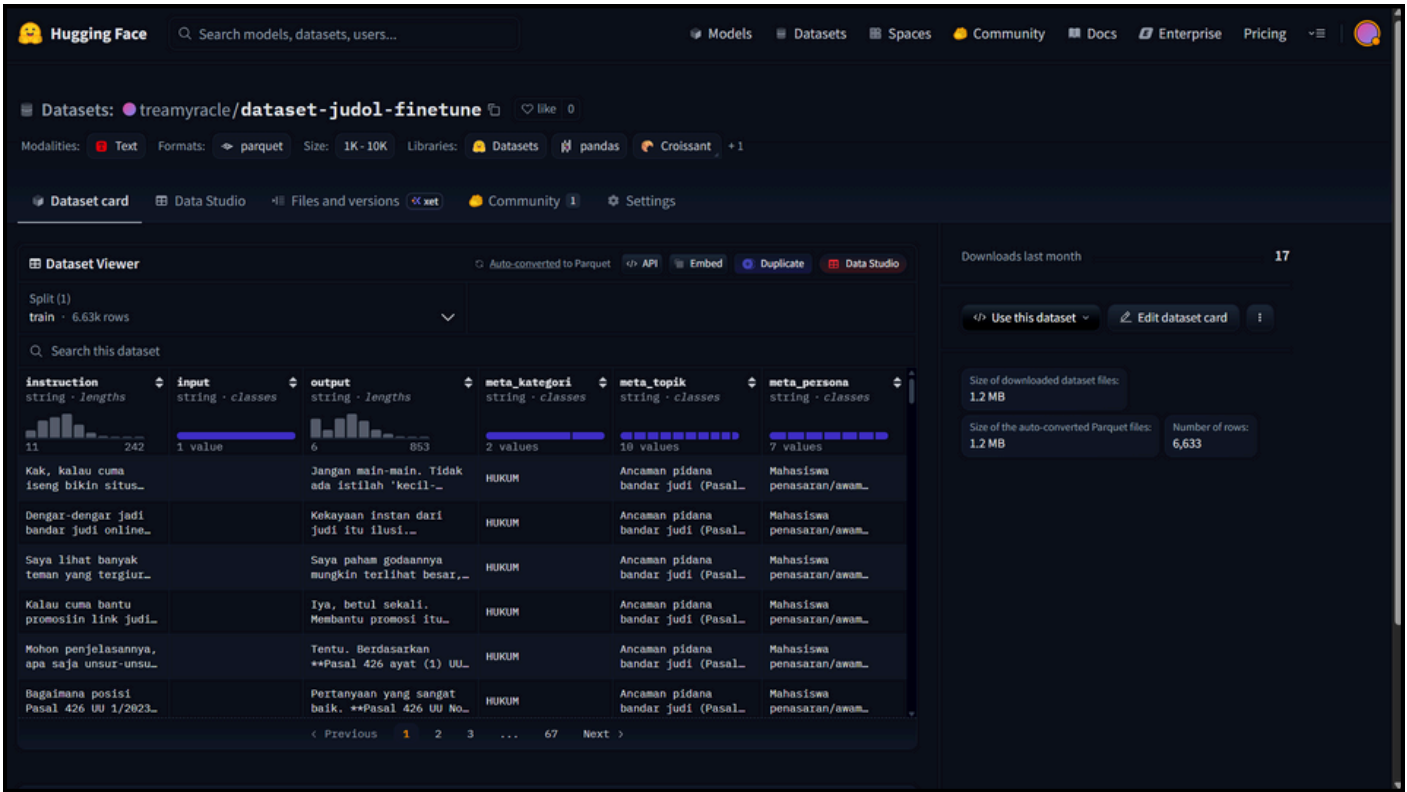 Hugging Face
Search models, datasets, users...
Models
Datasets
Spaces
Community
Docs
Enterprise
Pricing
Datasets: treamyracle/dataset-judol-finetune
like 0
Modalities: Text Formats: parquet Size: 1K - 10K Libraries: Datasets pandas Croissant +1
Dataset card
Data Studio
Files and versions xet
Community 1
Settings
Dataset Viewer
Auto-converted to Parquet
API
Embed
Duplicate
Data Studio
Split (1)
train · 6.63k rows
Search this dataset
instruction input output meta_kategori meta_topik meta_persona
string · lengths string · classes string · lengths string · classes string · classes string · classes
11 242 1 value 6 853 2 values 10 values 7 values
Kak, kalau cuma
iseng bikin situs…
Jangan main-main. Tidak
ada istilah 'kecil-…
HUKUM
Ancaman pidana
bandar judi (Pasal…
Mahasiswa
penasaran/awam…
Dengar-dengar jadi
bandar judi online…
Kekayaan instan dari
judi itu ilusi.…
HUKUM
Ancaman pidana
bandar judi (Pasal…
Mahasiswa
penasaran/awam…
Saya lihat banyak
teman yang tergiur…
Saya paham godaannya
mungkin terlihat besar,…
HUKUM
Ancaman pidana
bandar judi (Pasal…
Mahasiswa
penasaran/awam…
Kalau cuma bantu
promosiin link judi…
Iya, betul sekali.
Membantu promosi itu…
HUKUM
Ancaman pidana
bandar judi (Pasal…
Mahasiswa
penasaran/awam…
Mohon penjelasannya,
apa saja unsur-unsu…
Tentu. Berdasarkan
**Pasal 426 ayat (1) UU…
HUKUM
Ancaman pidana
bandar judi (Pasal…
Mahasiswa
penasaran/awam…
Bagaimana posisi
Pasal 426 UU 1/2023…
Pertanyaan yang sangat
baik. **Pasal 426 UU No…
HUKUM
Ancaman pidana
bandar judi (Pasal…
Mahasiswa
penasaran/awam…
< Previous 1 2 3 ... 67 Next >
Downloads last month
17
Use this dataset
Edit dataset card
Size of downloaded dataset files:
1.2 MB
Size of the auto-converted Parquet files:
1.2 MB
Number of rows:
6,633